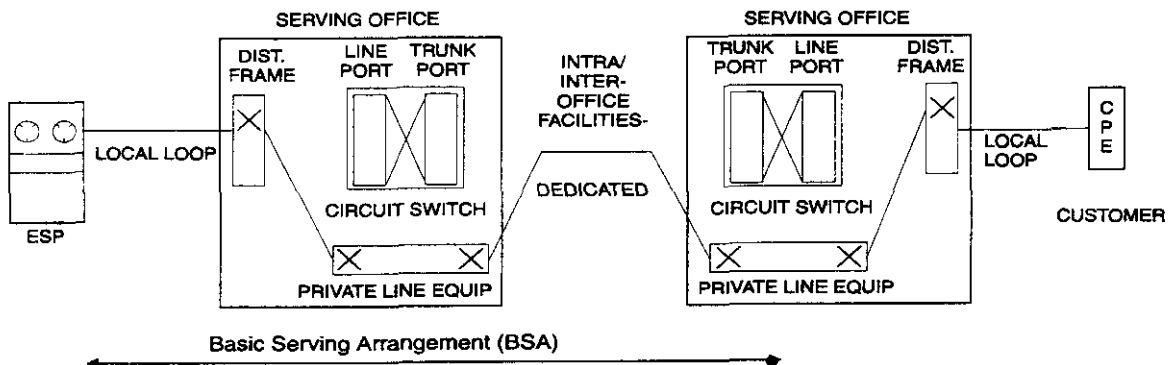 SERVING OFFICE
SERVING OFFICE
DIST.
FRAME
LINE
PORT
TRUNK
PORT
INTRA/
INTER-
OFFICE
FACILITIES-
TRUNK
PORT
LINE
PORT
DIST.
FRAME
CPE
LOCAL LOOP
LOCAL
LOOP
DEDICATED
CIRCUIT SWITCH
CIRCUIT SWITCH
CUSTOMER
ESP
PRIVATE LINE EQUIP
PRIVATE LINE EQUIP
Basic Serving Arrangement (BSA)